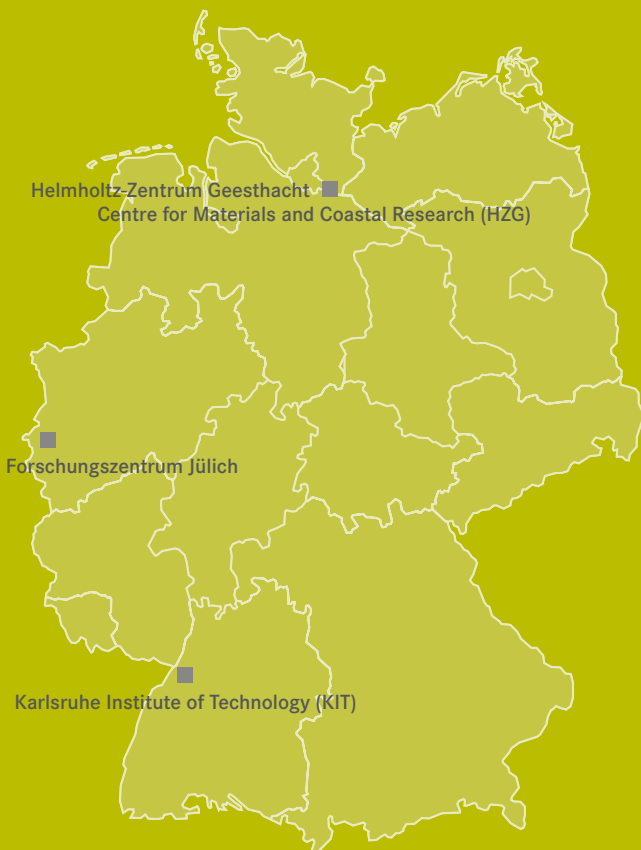 Helmholtz-Zentrum Geesthacht
Centre for Materials and Coastal Research (HZG)
Forschungszentrum Jülich
Karlsruhe Institute of Technology (KIT)